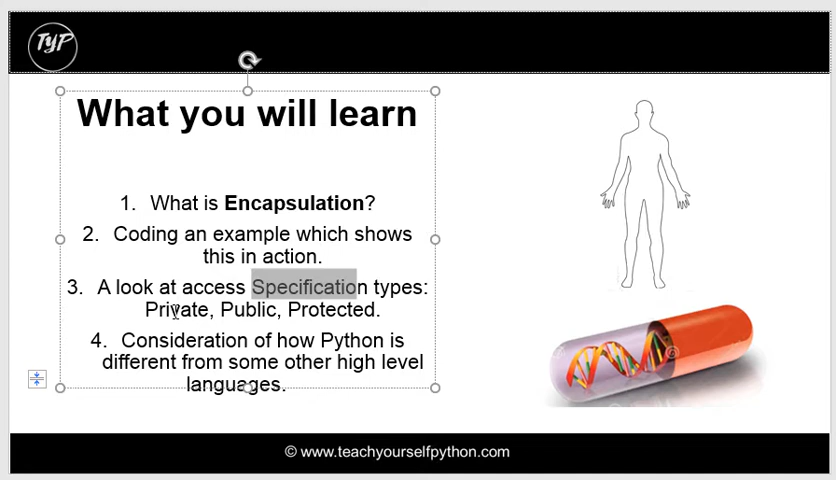 TYP
What you will learn
1. What is Encapsulation?
2. Coding an example which shows
this in action.
3. A look at access Specification types:
Private, Public, Protected.
4. Consideration of how Python is
different from some other high level
languages.
© www.teachyourselfpython.com